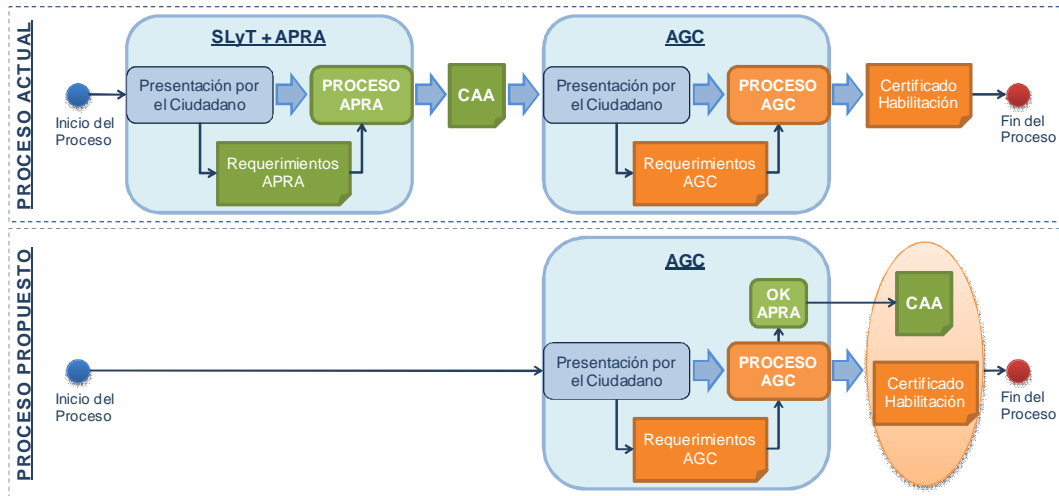 PROCESO ACTUAL
SLyT + APRA
AGC
Inicio del
Proceso
Presentación por
el Ciudadano
PROCESO
APRA
Requerimientos
APRA
CAA
Presentación por
el Ciudadano
PROCESO
AGC
Requerimientos
AGC
Certificado
Habilitación
Fin del
Proceso
PROCESO PROPUESTO
AGC
Inicio del
Proceso
Presentación por
el Ciudadano
OK
APRA
PROCESO
AGC
Requerimientos
AGC
CAA
Certificado
Habilitación
Fin del
Proceso